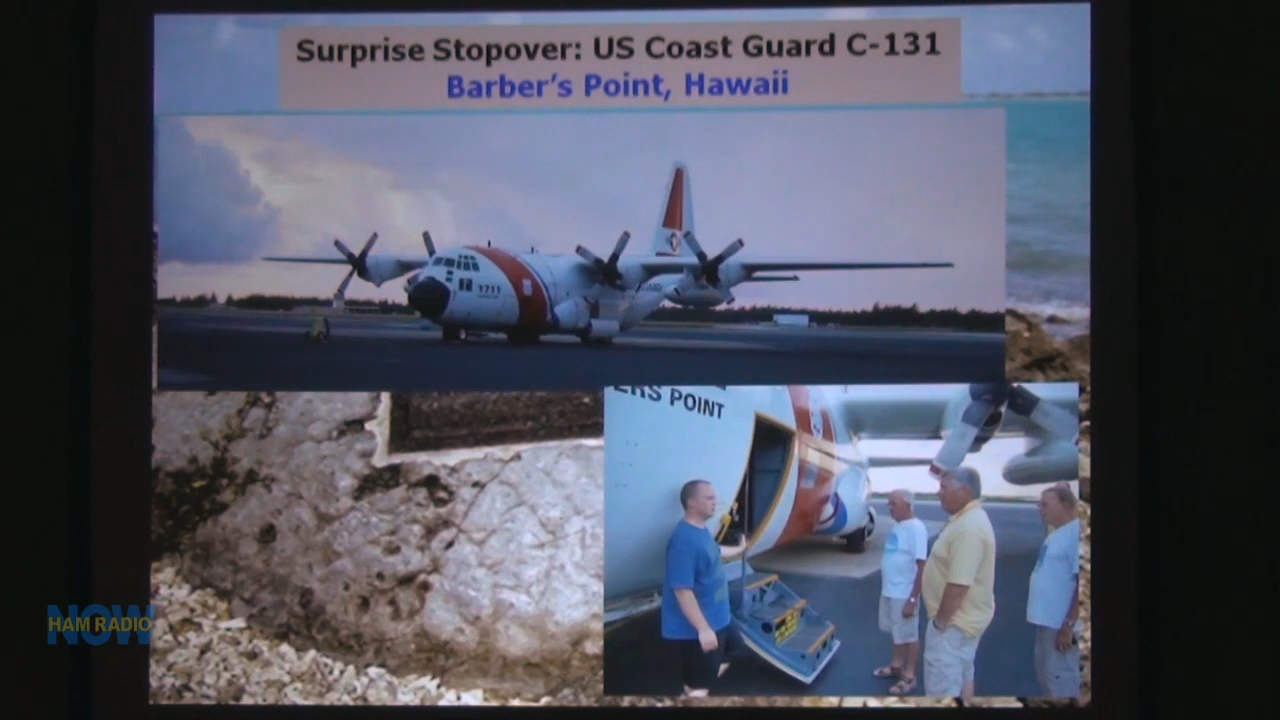 Surprise Stopover: US Coast Guard C-131
Barber's Point, Hawaii
1711
ERS POINT
HAM RADIO
NOW